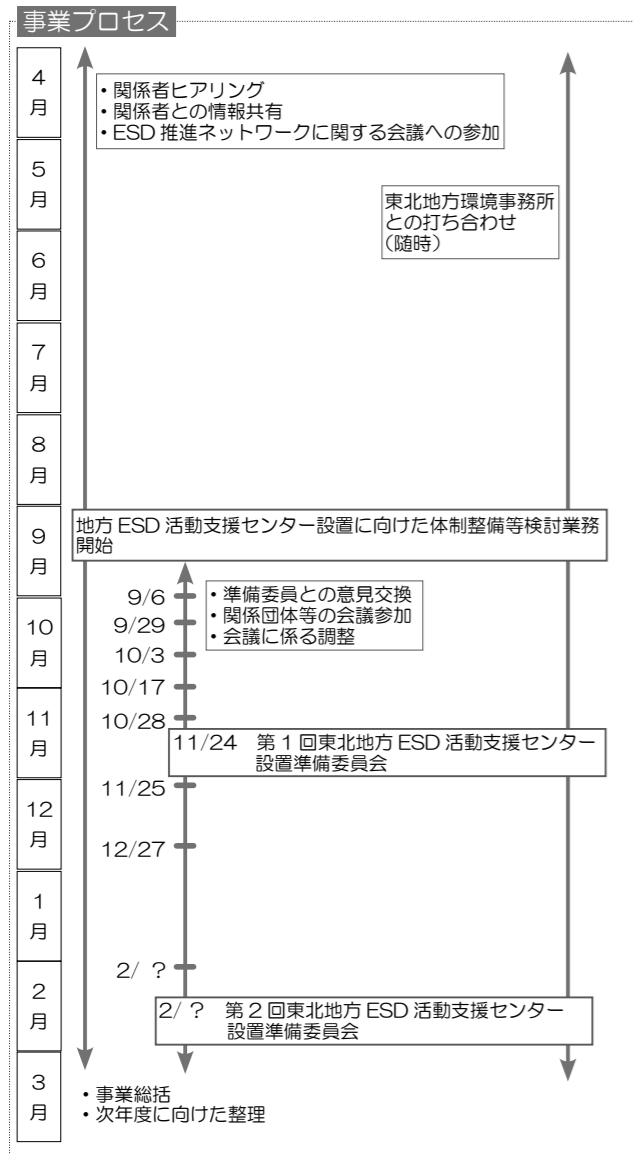 事業プロセス
4
月
・関係者ヒアリング
・関係者との情報共有
・ESD 推進ネットワークに関する会議への参加
5
月
東北地方環境事務所
との打ち合わせ
（随時）
6
月
7
月
8
月
9
月
地方 ESD 活動支援センター設置に向けた体制整備等検討業務
開始
9/6
・準備委員との意見交換
・関係団体等の会議参加
・会議に係る調整
10
月
9/29
10/3
10/17
11
月
10/28
11/24　第 1 回東北地方 ESD 活動支援センター
設置準備委員会
11/25
12
月
12/27
1
月
2/ ？
2
月
2/ ？　第 2 回東北地方 ESD 活動支援センター
設置準備委員会
3
月
・事業総括
・次年度に向けた整理